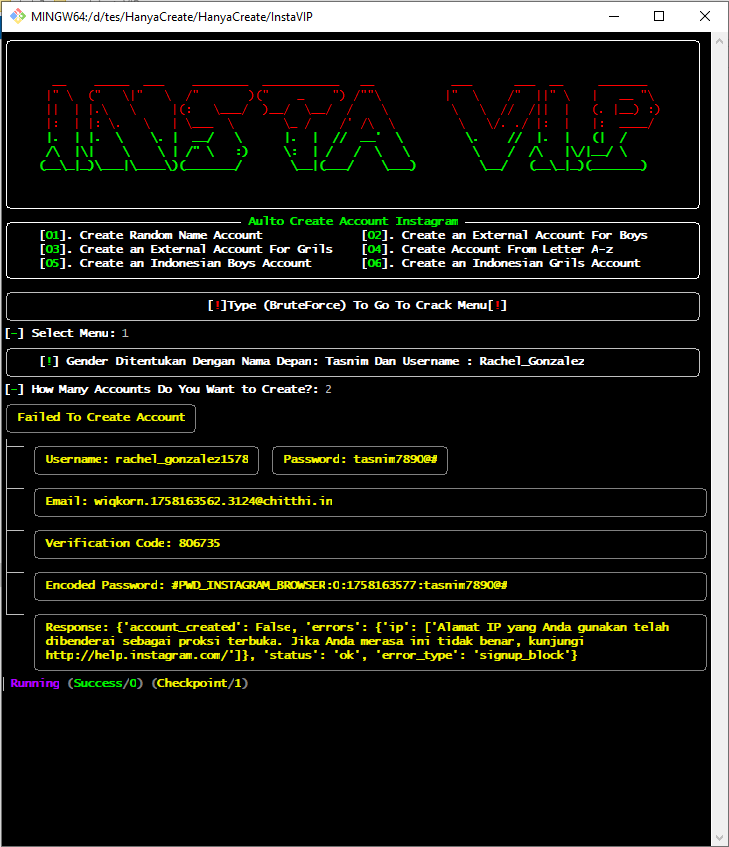 MINGW64:/d/tes/HanyaCreate/HanyaCreate/InstaVIP
INSTA VIP
Aulto Create Account Instagram
[01]. Create Random Name Account [02]. Create an External Account For Boys
[03]. Create an External Account For Grils [04]. Create Account From Letter A-z
[05]. Create an Indonesian Boys Account [06]. Create an Indonesian Grils Account
[!]Type (BruteForce) To Go To Crack Menu[!]
[-] Select Menu: 1
[!] Gender Ditentukan Dengan Nama Depan: Tasnim Dan Username : Rachel_Gonzalez
[-] How Many Accounts Do You Want to Create?: 2
Failed To Create Account
Username: rachel_gonzalez1578 Password: tasnim7890@#
Email: wiqkorn.1758163562.3124@chitthi.in
Verification Code: 806735
Encoded Password: #PWD_INSTAGRAM_BROWSER:0:1758163577:tasnim7890@#
Response: {'account_created': False, 'errors': {'ip': ['Alamat IP yang Anda gunakan telah
dibenderai sebagai proksi terbuka. Jika Anda merasa ini tidak benar, kunjungi
http://help.instagram.com/']}, 'status': 'ok', 'error_type': 'signup_block'}
Running (Success/0) (Checkpoint/1)